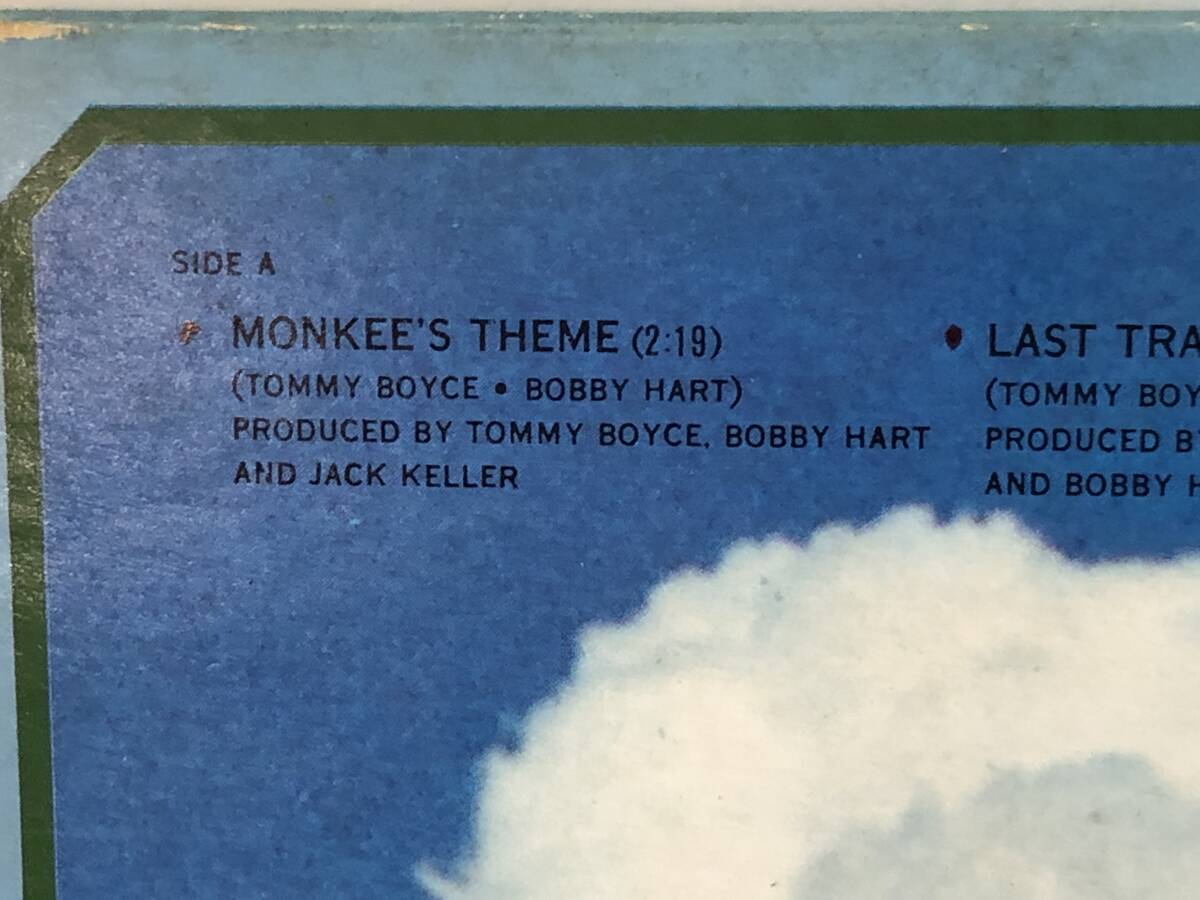 SIDE A
MONKEE'S THEME (2:19)
(TOMMY BOYCE • BOBBY HART)
PRODUCED BY TOMMY BOYCE, BOBBY HART
AND JACK KELLER
LAST TRA
(TOMMY BOY
PRODUCED B
AND BOBBY H